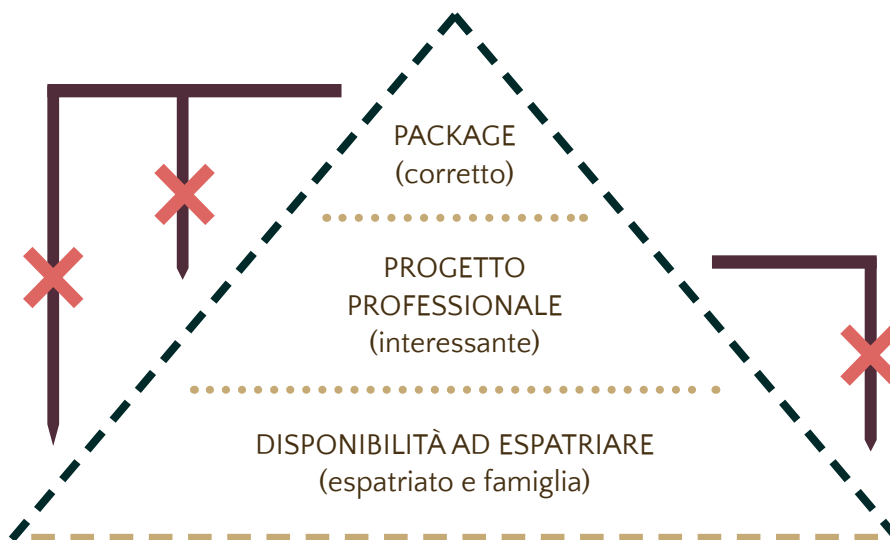 PACKAGE
(corretto)
PROGETTO
PROFESSIONALE
(interessante)
DISPONIBILITÀ AD ESPATRIARE
(espatriato e famiglia)